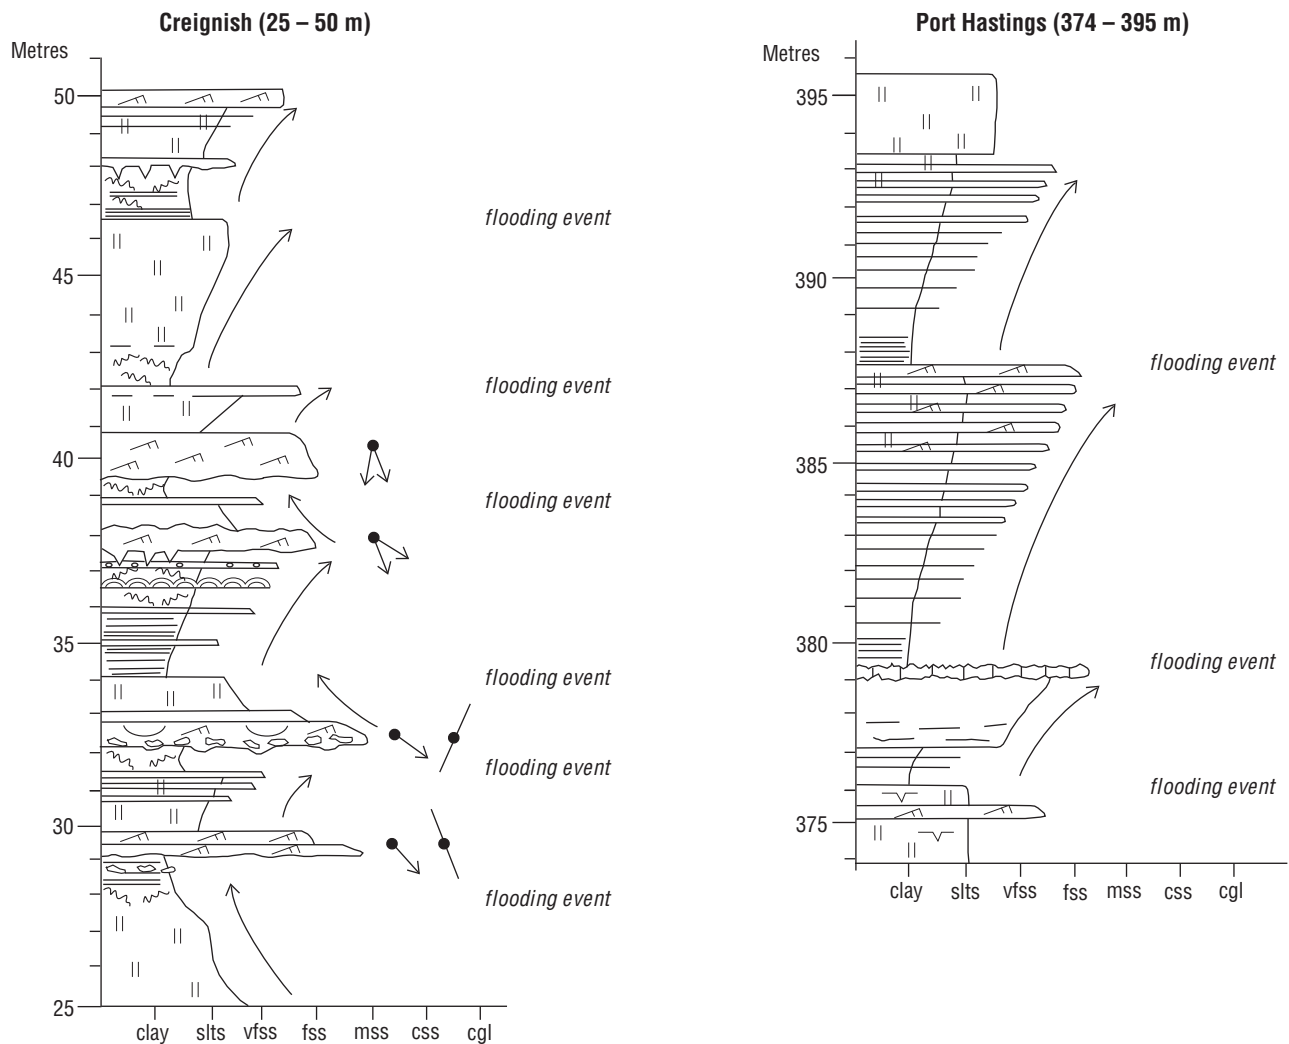 Creignish (25 – 50 m)
Metres
50
45
40
35
30
25
flooding event
flooding event
flooding event
flooding event
flooding event
flooding event
clay slts vfss fss mss css cgl
Port Hastings (374 – 395 m)
Metres
395
390
385
380
375
flooding event
flooding event
flooding event
clay slts vfss fss mss css cgl